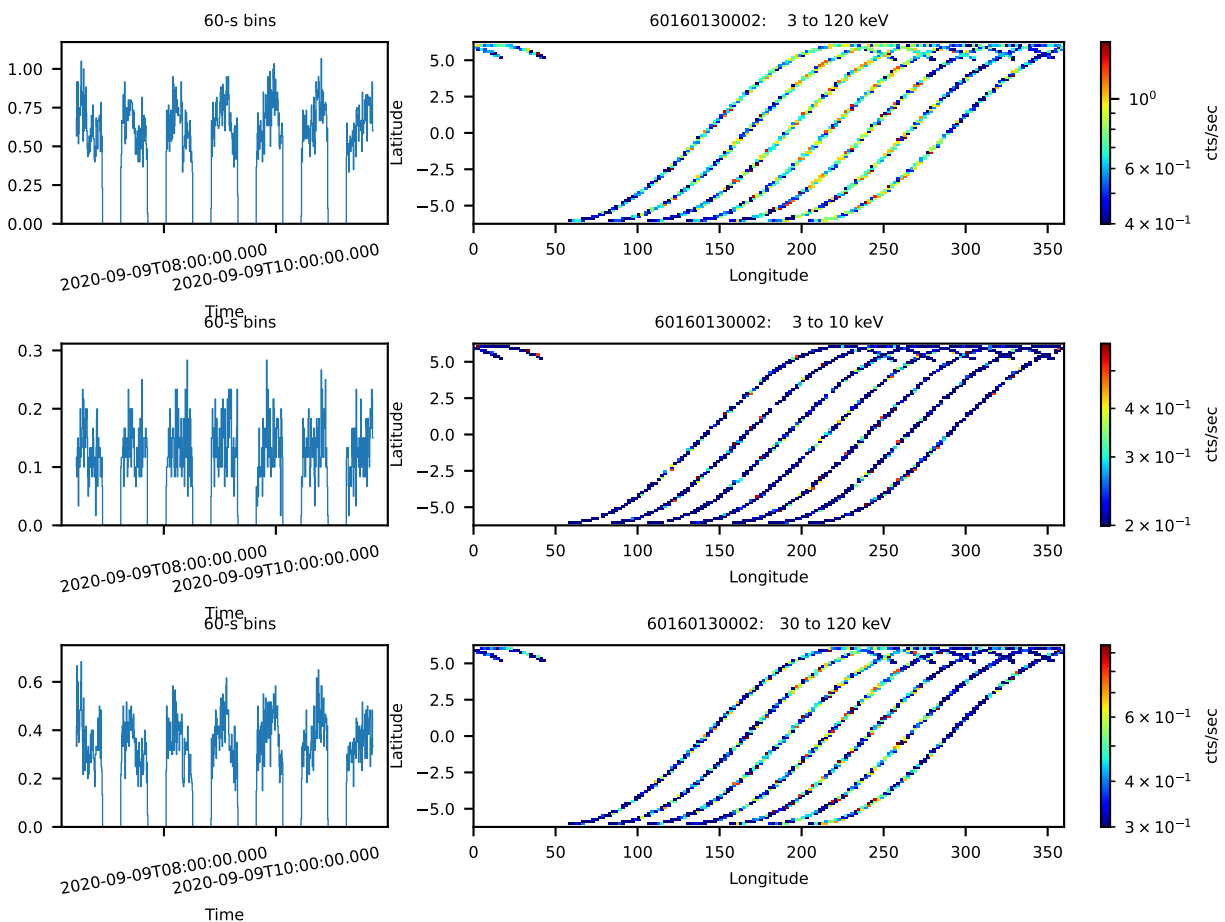 60-s bins
1.00
0.75
0.50
0.25
0.00
Latitude
2020-09-09T08:00:00.000
2020-09-09T10:00:00.000
Time
60160130002: 3 to 120 keV
5.0
2.5
0.0
−2.5
−5.0
0 50 100 150 200 250 300 350
Longitude
10⁰
6 × 10⁻¹
4 × 10⁻¹
cts/sec
60-s bins
0.3
0.2
0.1
0.0
Latitude
2020-09-09T08:00:00.000
2020-09-09T10:00:00.000
Time
60160130002: 3 to 10 keV
5.0
2.5
0.0
−2.5
−5.0
0 50 100 150 200 250 300 350
Longitude
4 × 10⁻¹
3 × 10⁻¹
2 × 10⁻¹
cts/sec
60-s bins
0.6
0.4
0.2
0.0
Latitude
2020-09-09T08:00:00.000
2020-09-09T10:00:00.000
Time
60160130002: 30 to 120 keV
5.0
2.5
0.0
−2.5
−5.0
0 50 100 150 200 250 300 350
Longitude
6 × 10⁻¹
4 × 10⁻¹
3 × 10⁻¹
cts/sec